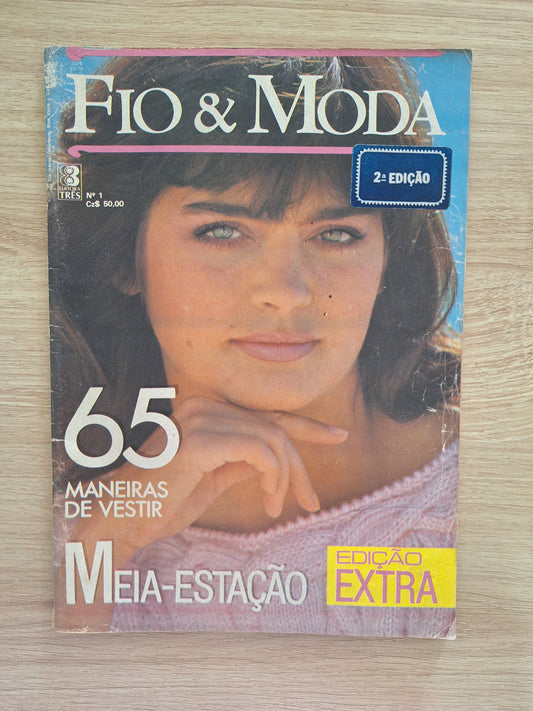 FIO & MODA
2ª EDIÇÃO
EDITORA
TRÊS
Nº 1
Cz$ 50,00
65
MANEIRAS
DE VESTIR
MEIA-ESTAÇÃO
EDIÇÃO
EXTRA